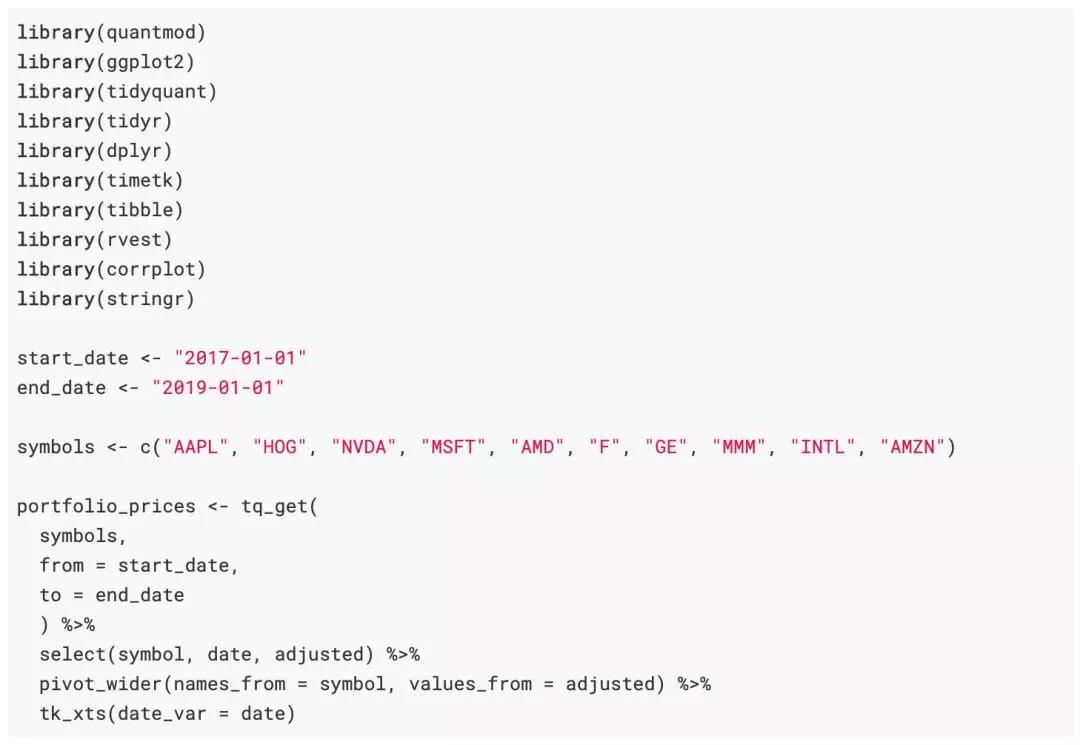 library(quantmod)
library(ggplot2)
library(tidyquant)
library(tidyr)
library(dplyr)
library(timetk)
library(tibble)
library(rvest)
library(corrplot)
library(stringr)

start_date <- "2017-01-01"
end_date <- "2019-01-01"

symbols <- c("AAPL", "HOG", "NVDA", "MSFT", "AMD", "F", "GE", "MMM", "INTL", "AMZN")

portfolio_prices <- tq_get(
  symbols,
  from = start_date,
  to = end_date
  ) %>%
  select(symbol, date, adjusted) %>%
  pivot_wider(names_from = symbol, values_from = adjusted) %>%
  tk_xts(date_var = date)